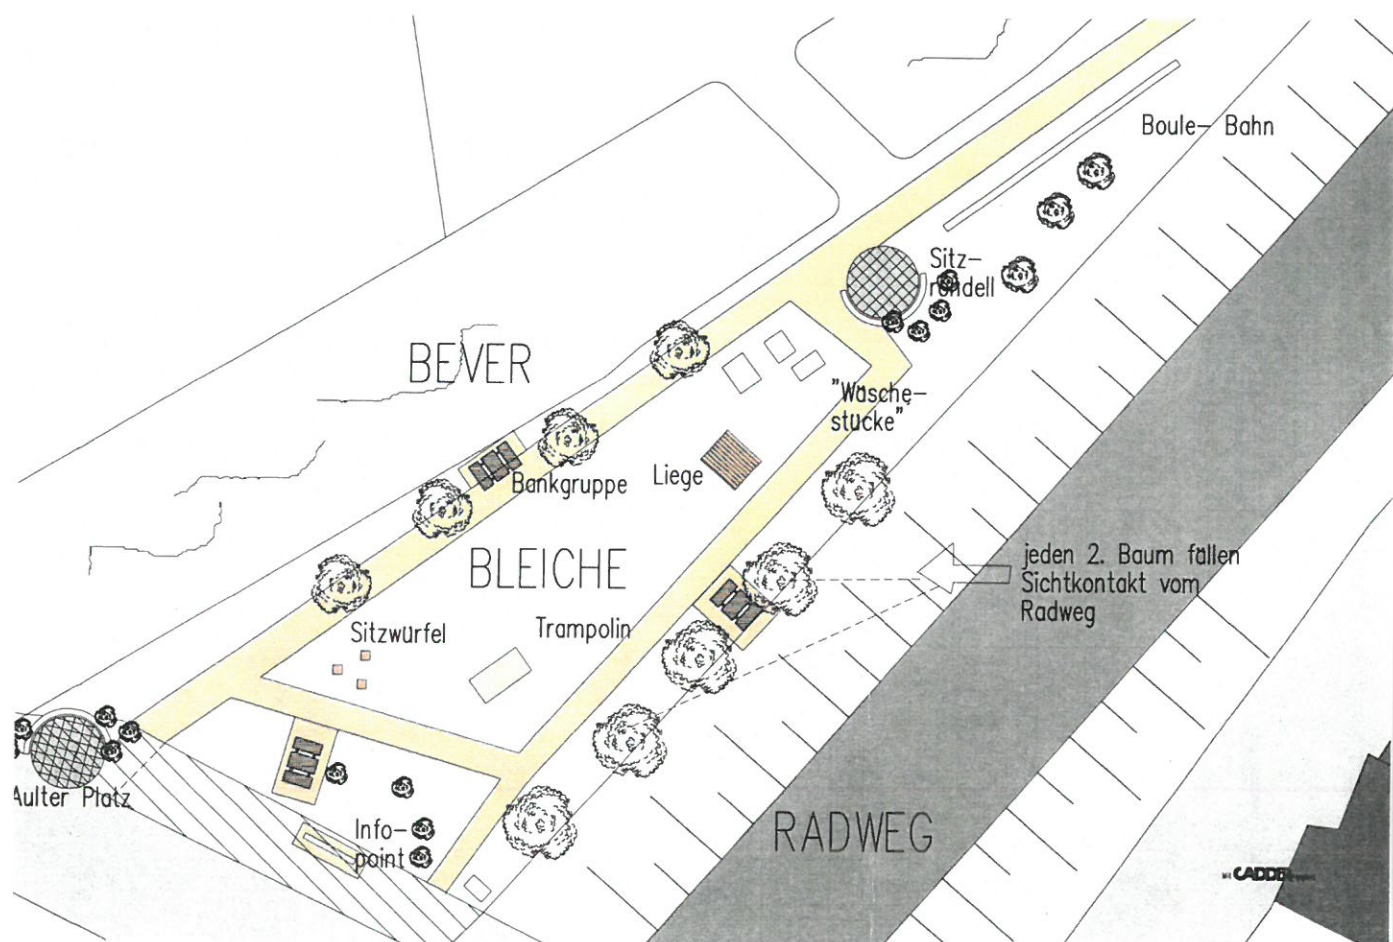 Boule- Bahn
Sitz-
rondell
BEVER
"Wäsche-
stücke"
Bankgruppe
Liege
BLEICHE
jeden 2. Baum fällen
Sichtkontakt vom
Radweg
Sitzwürfel
Trampolin
Aulter Platz
Info-
point
RADWEG
CADDER